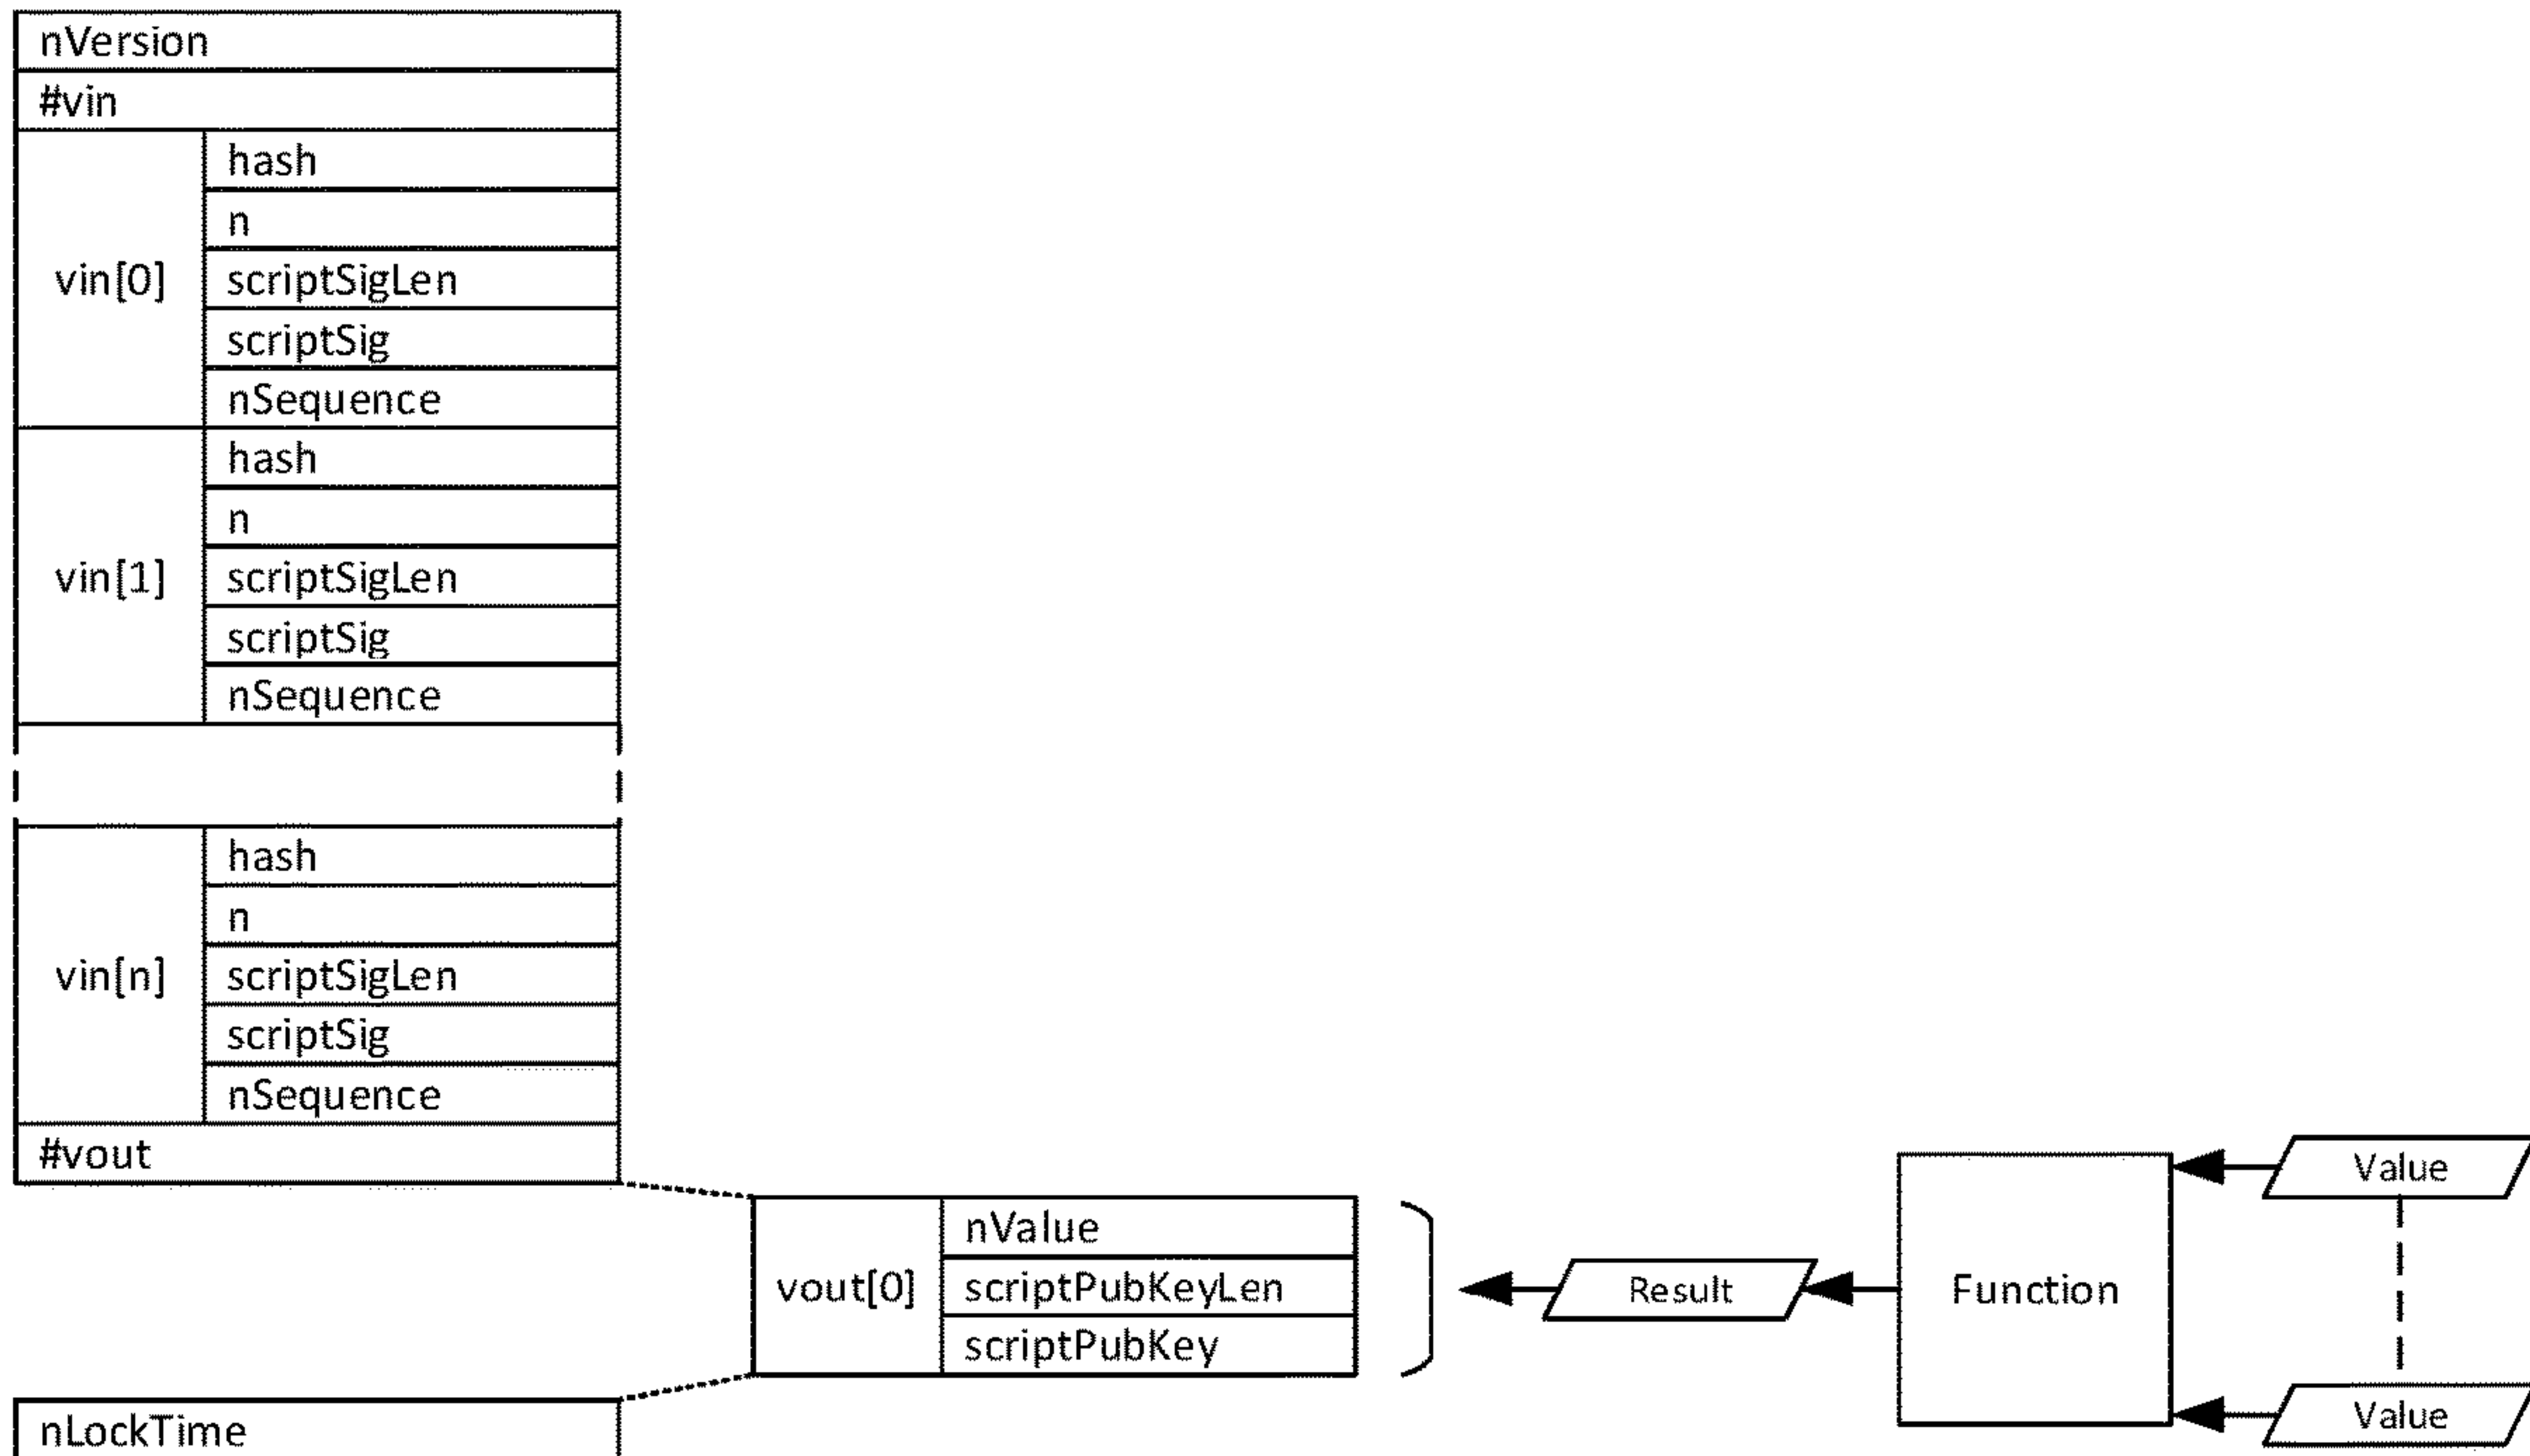 nVersion
#vin
vin[0]
hash
n
scriptSigLen
scriptSig
nSequence
vin[1]
hash
n
scriptSigLen
scriptSig
nSequence
vin[n]
hash
n
scriptSigLen
scriptSig
nSequence
#vout
vout[0]
nValue
scriptPubKeyLen
scriptPubKey
Result
Function
Value
Value
nLockTime